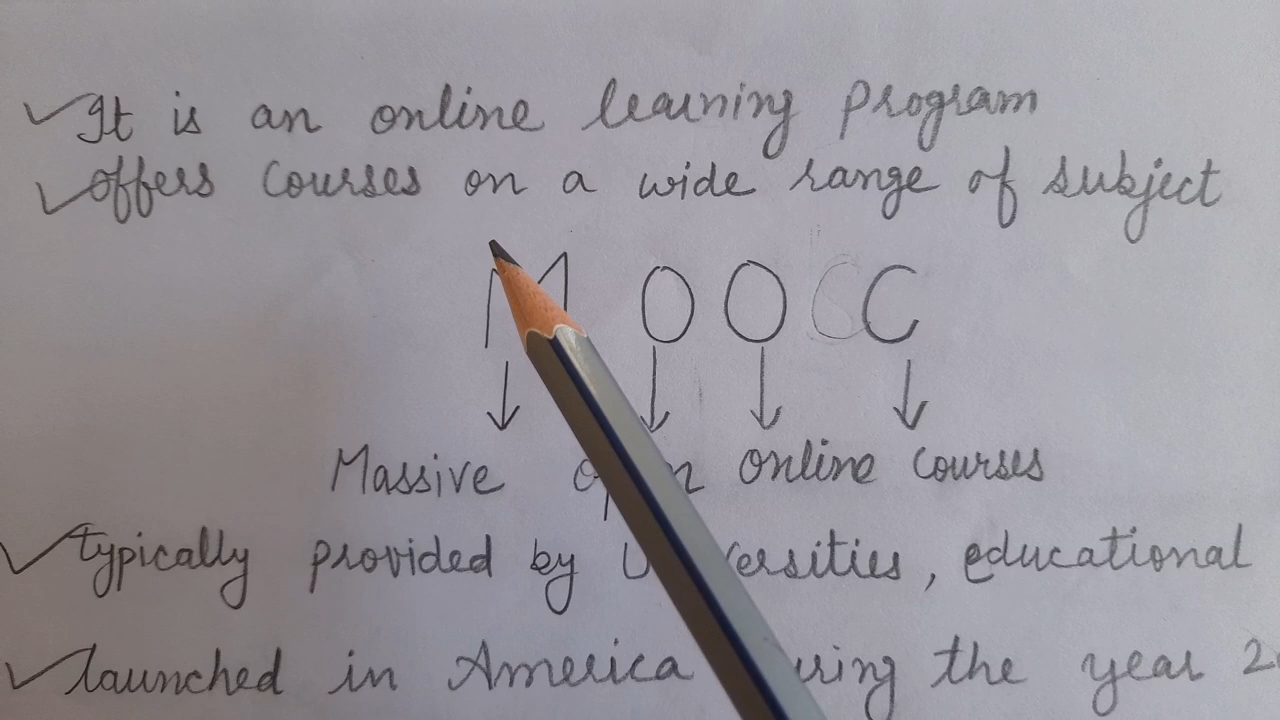 It is an online learning program
offers courses on a wide range of subject
M O O C
Massive online courses
typically provided by , educational
launched in America the year